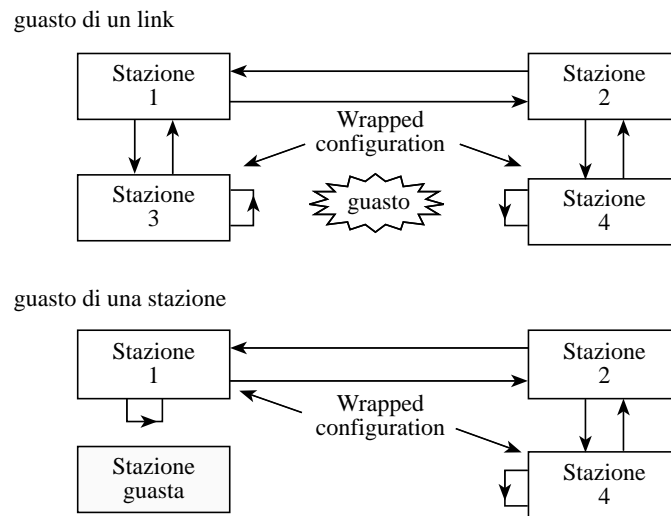 guasto di un link
Stazione
1
Stazione
2
Wrapped
configuration
Stazione
3
guasto
Stazione
4
guasto di una stazione
Stazione
1
Stazione
2
Wrapped
configuration
Stazione
guasta
Stazione
4